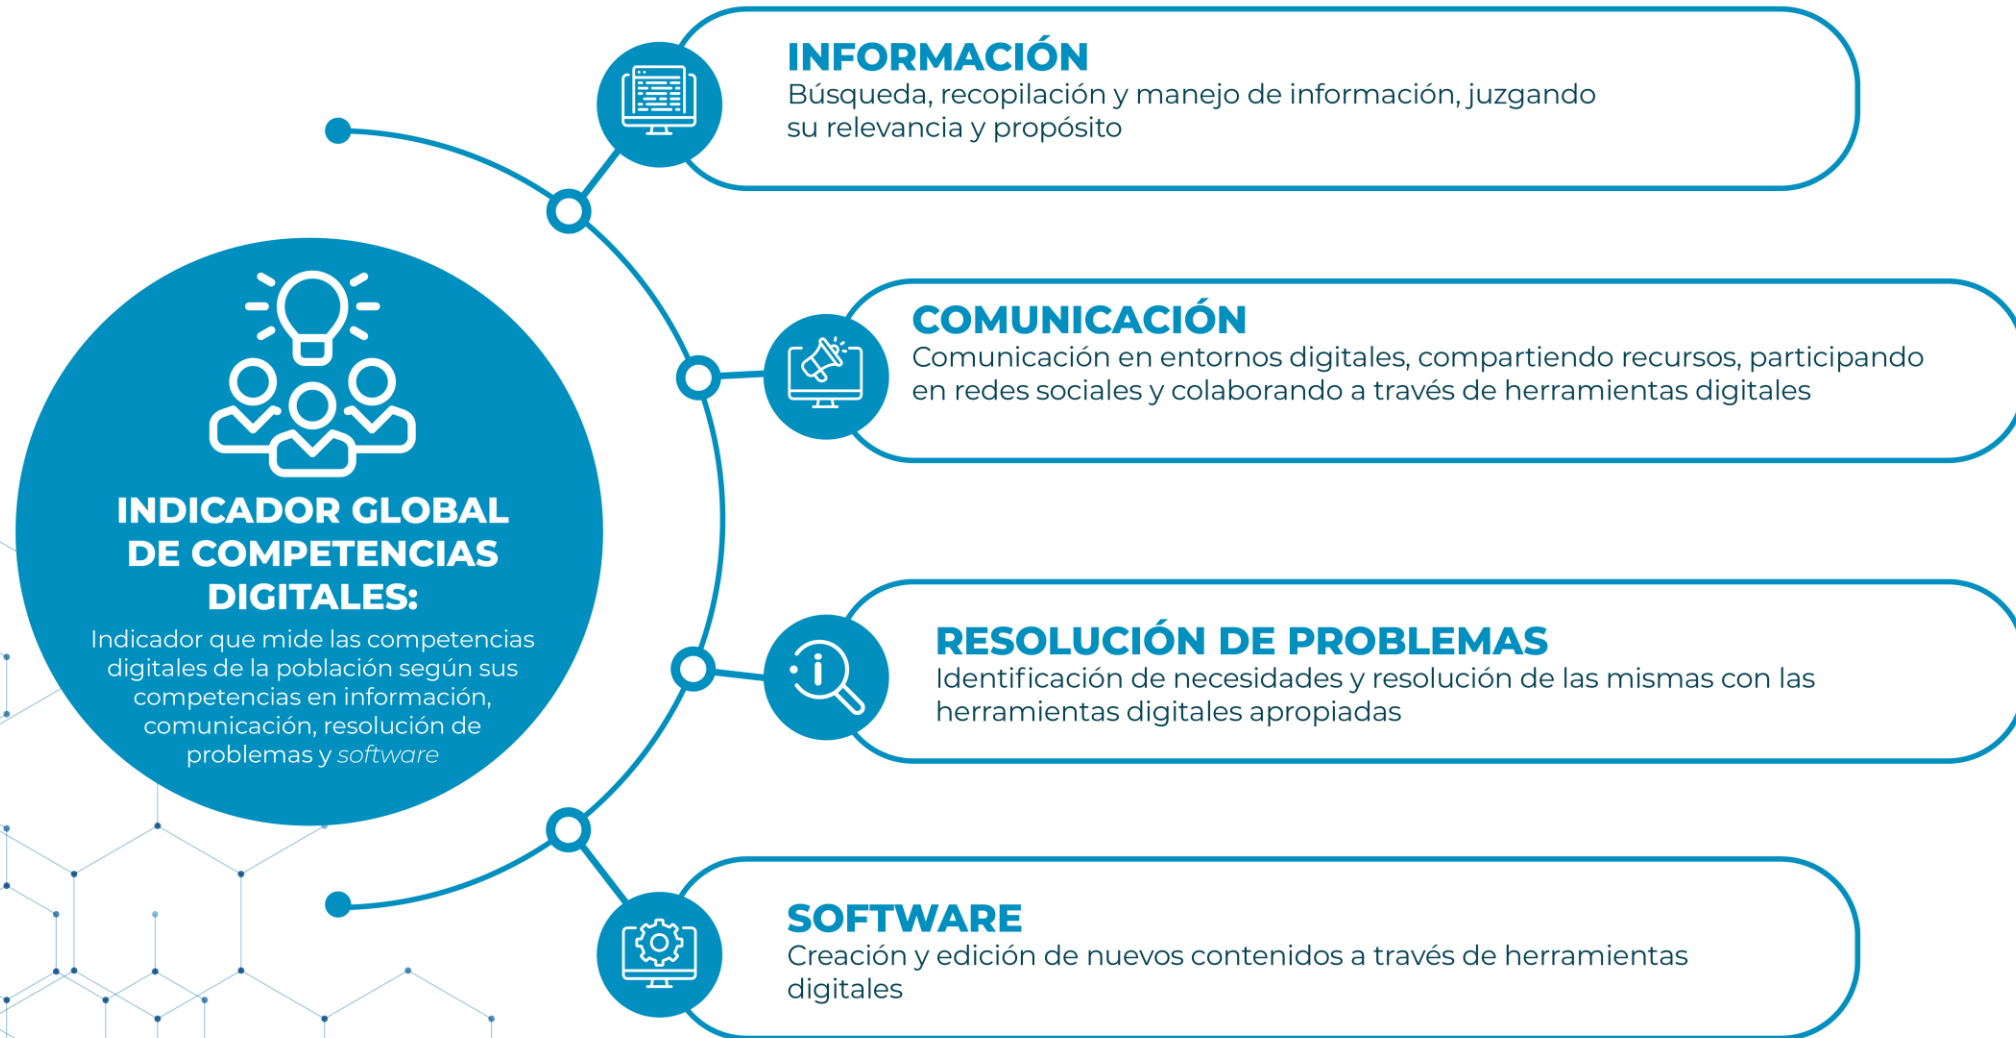 INFORMACIÓN
Búsqueda, recopilación y manejo de información, juzgando
su relevancia y propósito
COMUNICACIÓN
Comunicación en entornos digitales, compartiendo recursos, participando
en redes sociales y colaborando a través de herramientas digitales
INDICADOR GLOBAL
DE COMPETENCIAS
DIGITALES:
Indicador que mide las competencias
digitales de la población según sus
competencias en información,
comunicación, resolución de
problemas y software
RESOLUCIÓN DE PROBLEMAS
Identificación de necesidades y resolución de las mismas con las
herramientas digitales apropiadas
SOFTWARE
Creación y edición de nuevos contenidos a través de herramientas
digitales